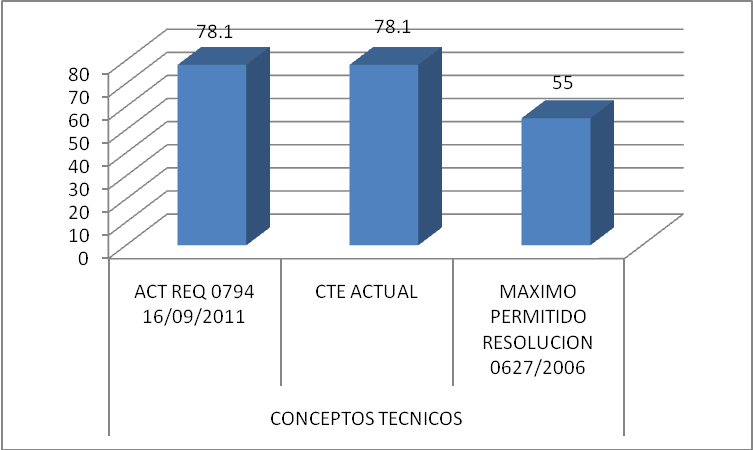 78.1
78.1
55
80
70
60
50
40
30
20
10
0
ACT REQ 0794
16/09/2011
CTE ACTUAL
MAXIMO
PERMITIDO
RESOLUCION
0627/2006
CONCEPTOS TECNICOS